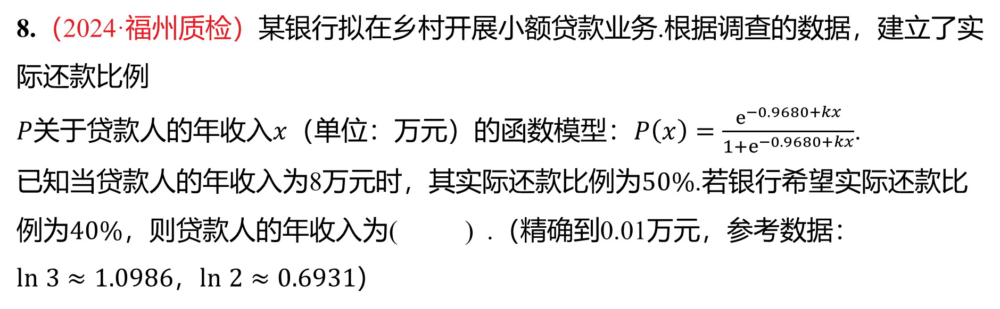 8.（2024·福州质检）某银行拟在乡村开展小额贷款业务.根据调查的数据，建立了实
际还款比例
P关于贷款人的年收入x（单位：万元）的函数模型：P(x) = \frac{e^{-0.9680+kx}}{1+e^{-0.9680+kx}}.
已知当贷款人的年收入为8万元时，其实际还款比例为50%.若银行希望实际还款比
例为40%，则贷款人的年收入为(　　).（精确到0.01万元，参考数据：
ln 3 ≈ 1.0986，ln 2 ≈ 0.6931）